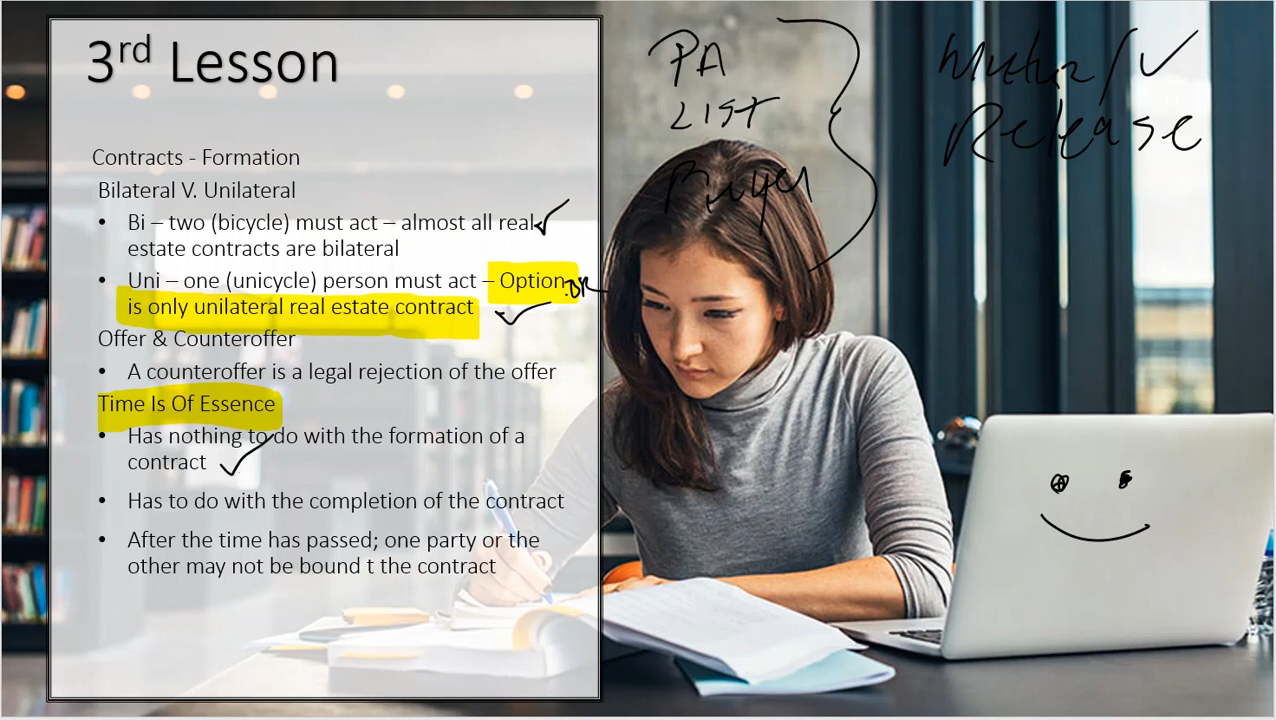 3rd Lesson
Contracts - Formation
Bilateral V. Unilateral
• Bi – two (bicycle) must act – almost all real
estate contracts are bilateral
• Uni – one (unicycle) person must act – Option
is only unilateral real estate contract
Offer & Counteroffer
• A counteroffer is a legal rejection of the offer
Time Is Of Essence
• Has nothing to do with the formation of a
contract
• Has to do with the completion of the contract
• After the time has passed; one party or the
other may not be bound t the contract
PA
LIST
Buyer
Release